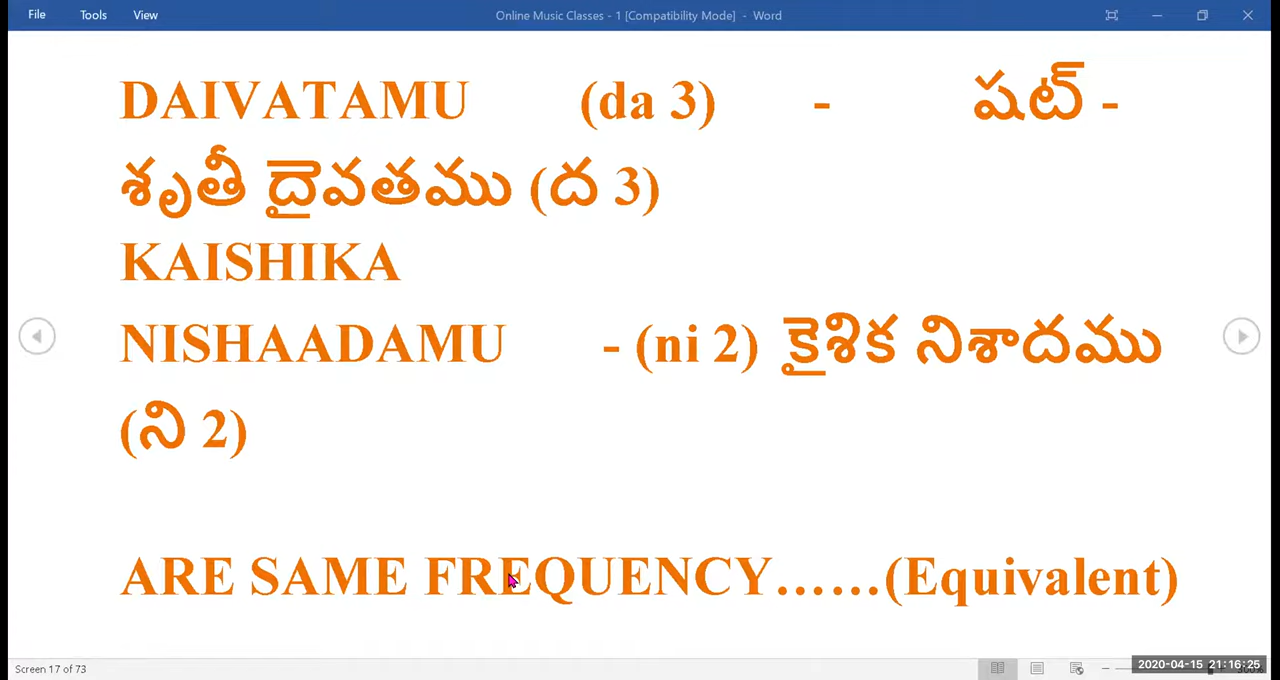 File Tools View Online Music Classes - 1 [Compatibility Mode] - Word
DAIVATAMU (da 3) - షట్ -
శృతీ దైవతము (ద 3)
KAISHIKA
NISHAADAMU - (ni 2) కైశిక నిశాదము
(ని 2)
ARE SAME FREQUENCY......(Equivalent)
Screen 17 of 73
2020-04-15 21:16:25